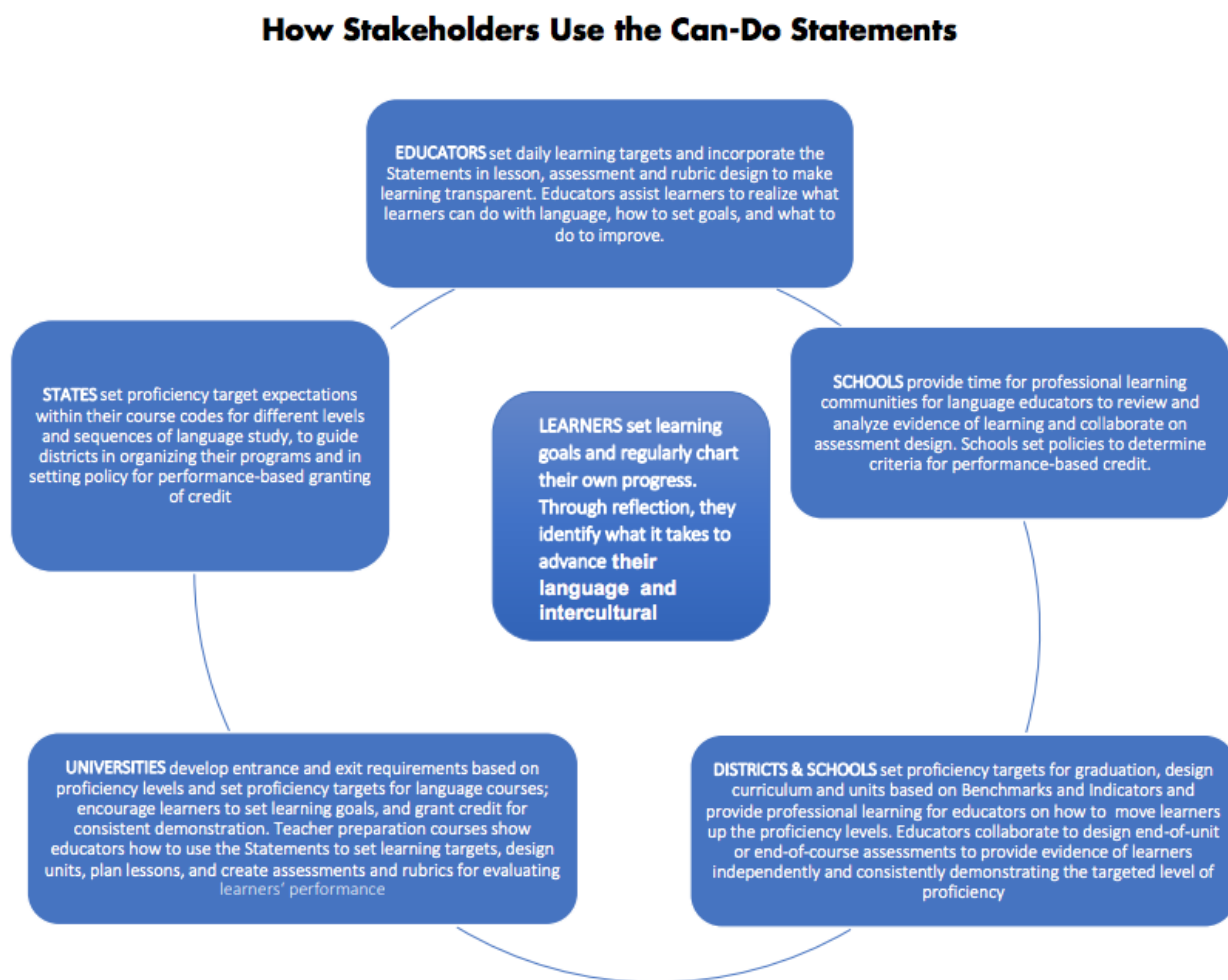 How Stakeholders Use the Can-Do Statements
EDUCATORS set daily learning targets and incorporate the
Statements in lesson, assessment and rubric design to make
learning transparent. Educators assist learners to realize what
learners can do with language, how to set goals, and what to
do to improve.
STATES set proficiency target expectations
within their course codes for different levels
and sequences of language study, to guide
districts in organizing their programs and in
setting policy for performance-based granting
of credit
LEARNERS set learning
goals and regularly chart
their own progress.
Through reflection, they
identify what it takes to
advance their
language and
intercultural
SCHOOLS provide time for professional learning
communities for language educators to review and
analyze evidence of learning and collaborate on
assessment design. Schools set policies to determine
criteria for performance-based credit.
UNIVERSITIES develop entrance and exit requirements based on
proficiency levels and set proficiency targets for language courses;
encourage learners to set learning goals, and grant credit for
consistent demonstration. Teacher preparation courses show
educators how to use the Statements to set learning targets, design
units, plan lessons, and create assessments and rubrics for evaluating
learners' performance
DISTRICTS & SCHOOLS set proficiency targets for graduation, design
curriculum and units based on Benchmarks and Indicators and
provide professional learning for educators on how to move learners
up the proficiency levels. Educators collaborate to design end-of-unit
or end-of-course assessments to provide evidence of learners
independently and consistently demonstrating the targeted level of
proficiency